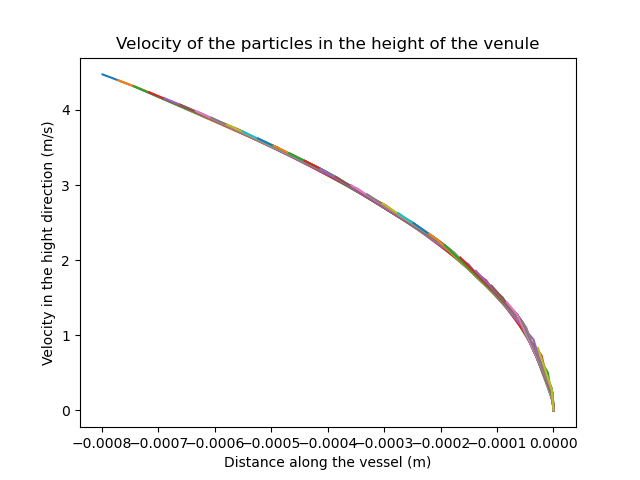 Velocity of the particles in the height of the venule
Velocity in the hight direction (m/s)
4
3
2
1
0
−0.0008 −0.0007 −0.0006 −0.0005 −0.0004 −0.0003 −0.0002 −0.0001 0.0000
Distance along the vessel (m)